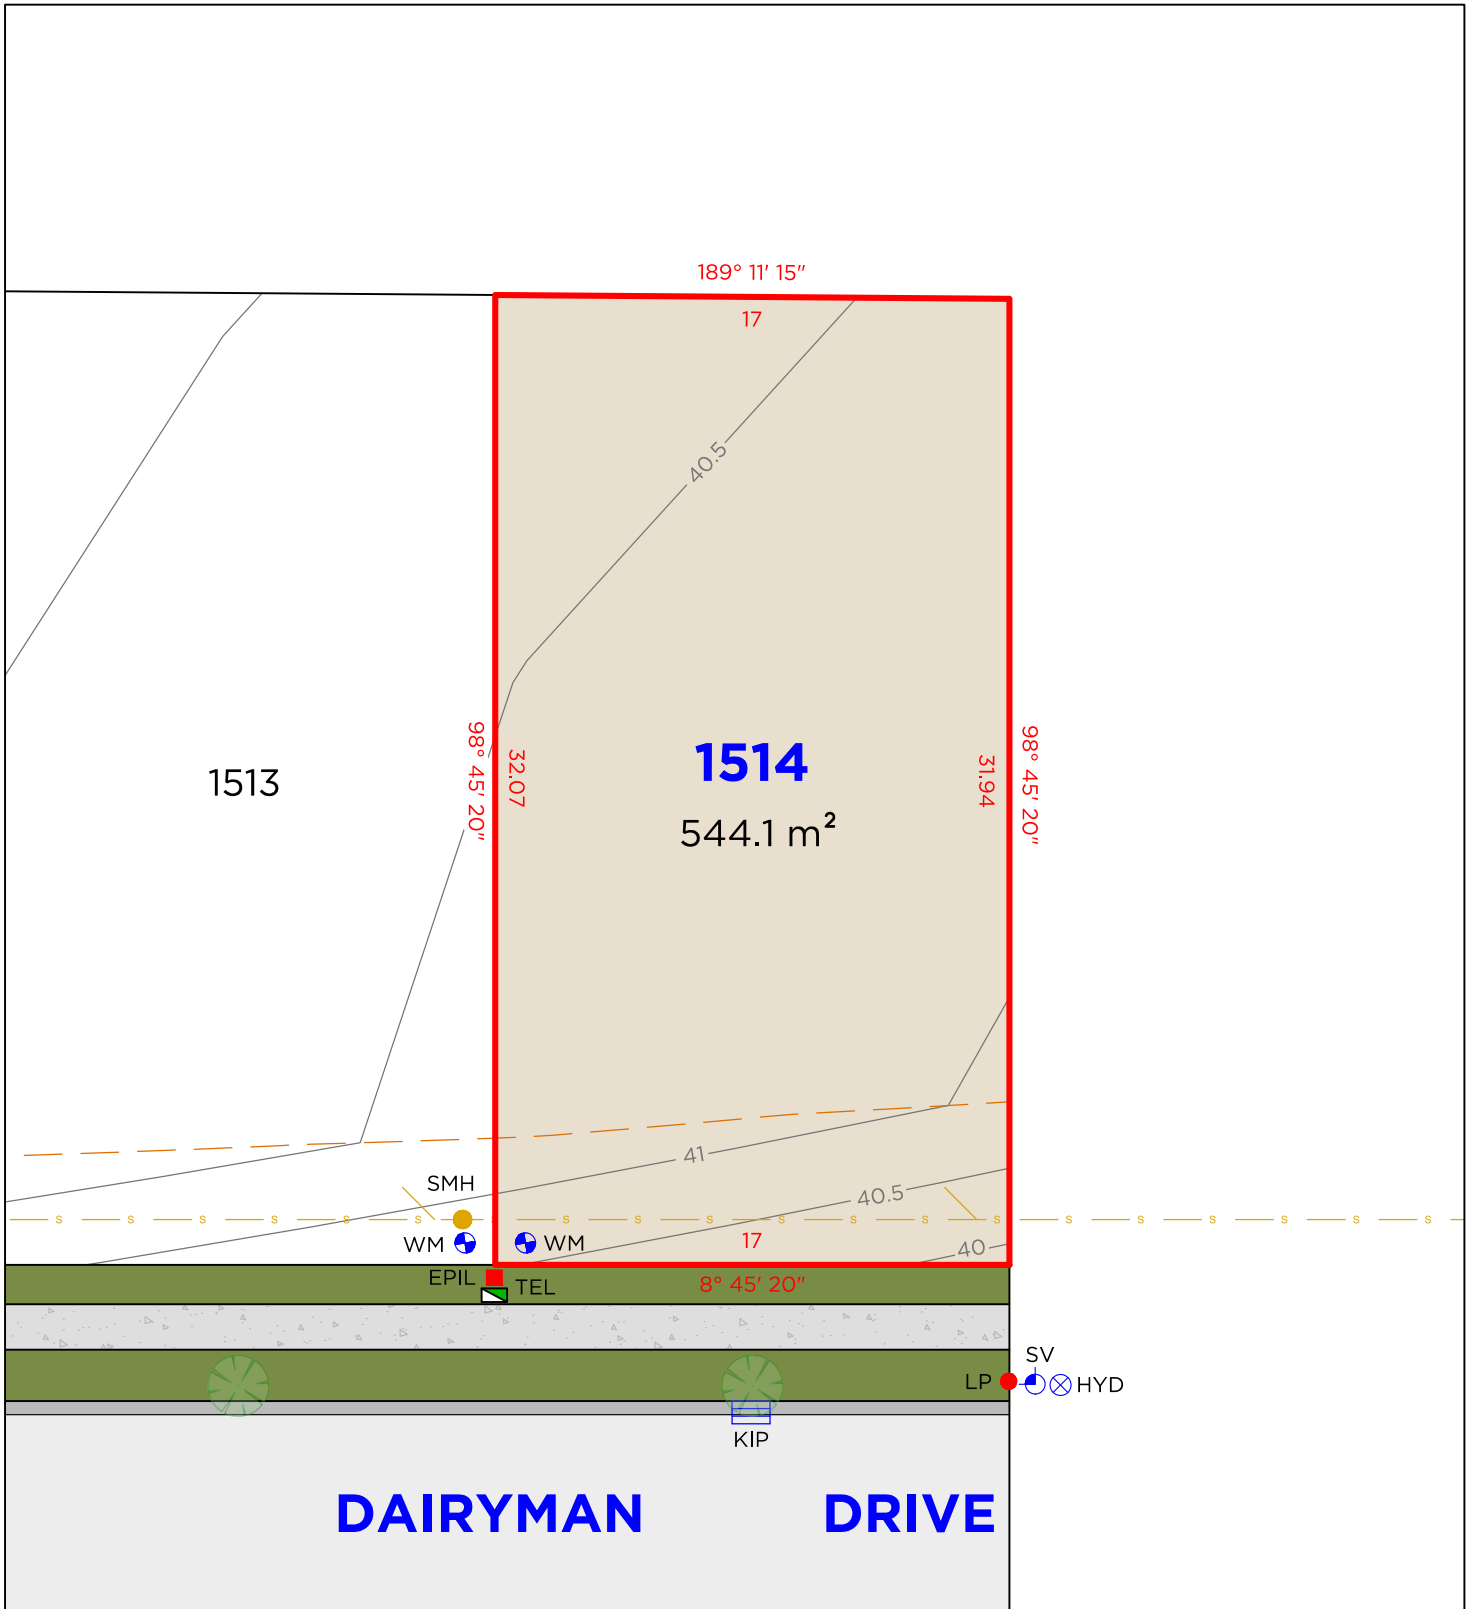 189° 11' 15"
17
40.5
98° 45' 20"
32.07
1514
544.1 m²
31.94
98° 45' 20"
1513
41
SMH
40.5
S S S S S S S S S S S S S S S S S S S
WM
WM
17
40
EPIL
TEL
8° 45' 20"
SV
LP
HYD
KIP
DAIRYMAN DRIVE